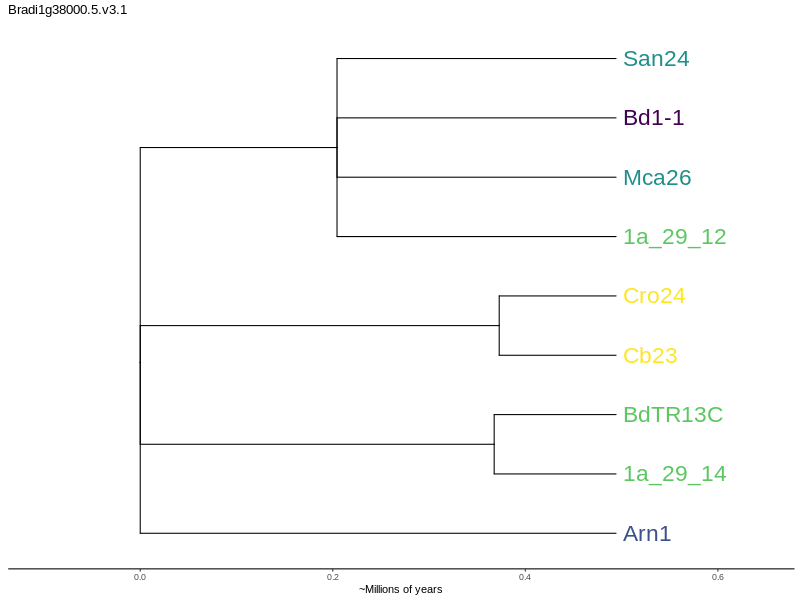 Bradi1g38000.5.v3.1
San24
Bd1-1
Mca26
1a_29_12
Cro24
Cb23
BdTR13C
1a_29_14
Arn1
0.0 0.2 0.4 0.6
~Millions of years